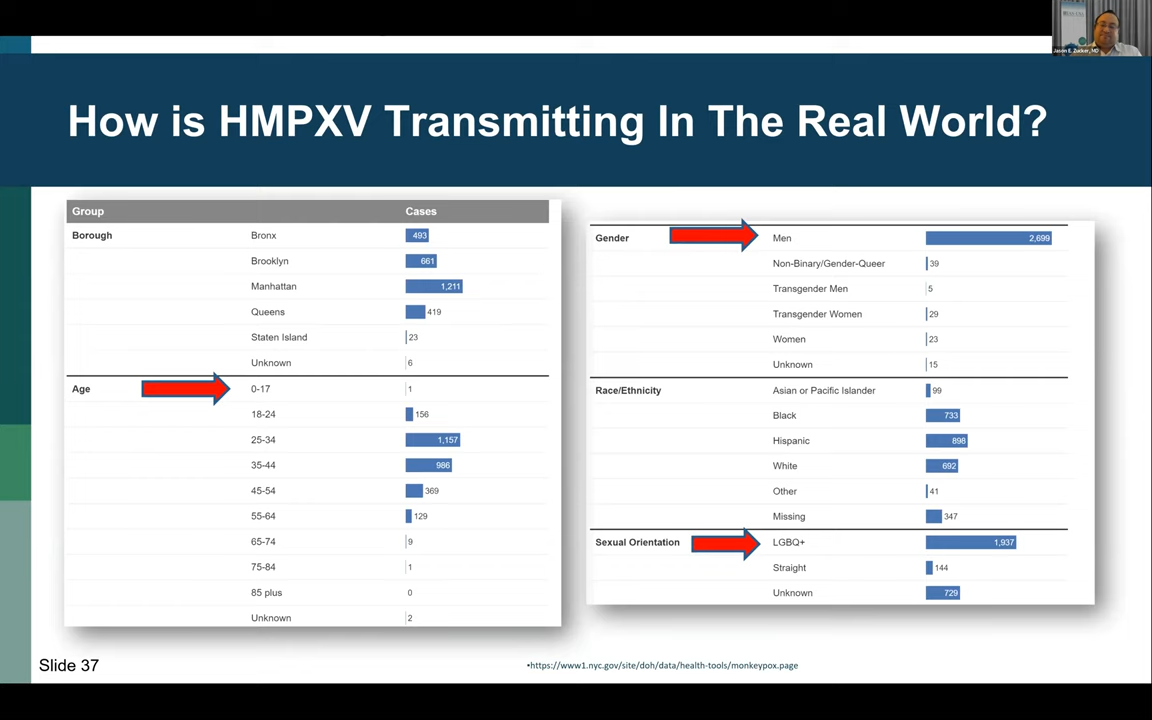 Jason E. Zucker, MD
How is HMPXV Transmitting In The Real World?
Group Cases
Borough Bronx 493
Brooklyn 661
Manhattan 1,211
Queens 419
Staten Island 23
Unknown 6
Age 0-17 1
18-24 156
25-34 1,157
35-44 986
45-54 369
55-64 129
65-74 9
75-84 1
85 plus 0
Unknown 2
Gender Men 2,699
Non-Binary/Gender-Queer 39
Transgender Men 5
Transgender Women 29
Women 23
Unknown 15
Race/Ethnicity Asian or Pacific Islander 99
Black 733
Hispanic 898
White 692
Other 41
Missing 347
Sexual Orientation LGBQ+ 1,937
Straight 144
Unknown 729
Slide 37
•https://www1.nyc.gov/site/doh/data/health-tools/monkeypox.page